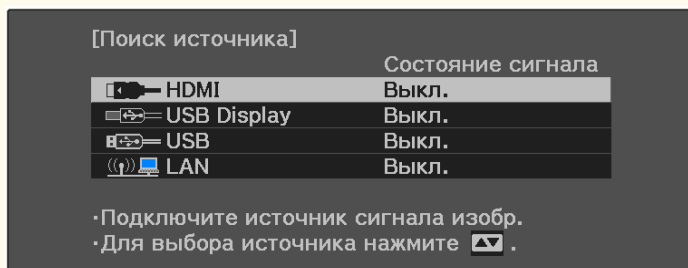 [Поиск источника]
Состояние сигнала
HDMI Выкл.
USB Display Выкл.
USB Выкл.
LAN Выкл.
·Подключите источник сигнала изобр.
·Для выбора источника нажмите ▲▼ .